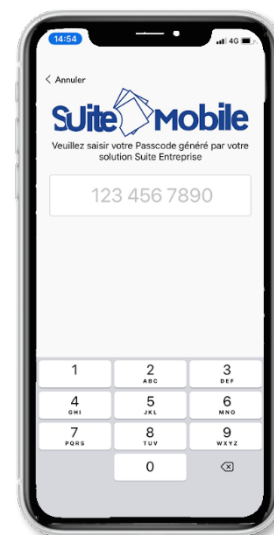 14:54
4G
< Annuler
SUite Mobile
Veuillez saisir votre Passcode généré par votre
solution Suite Entreprise
123 456 7890
1 2 3
ABC DEF
4 5 6
GHI JKL MNO
7 8 9
PQRS TUV WXYZ
0